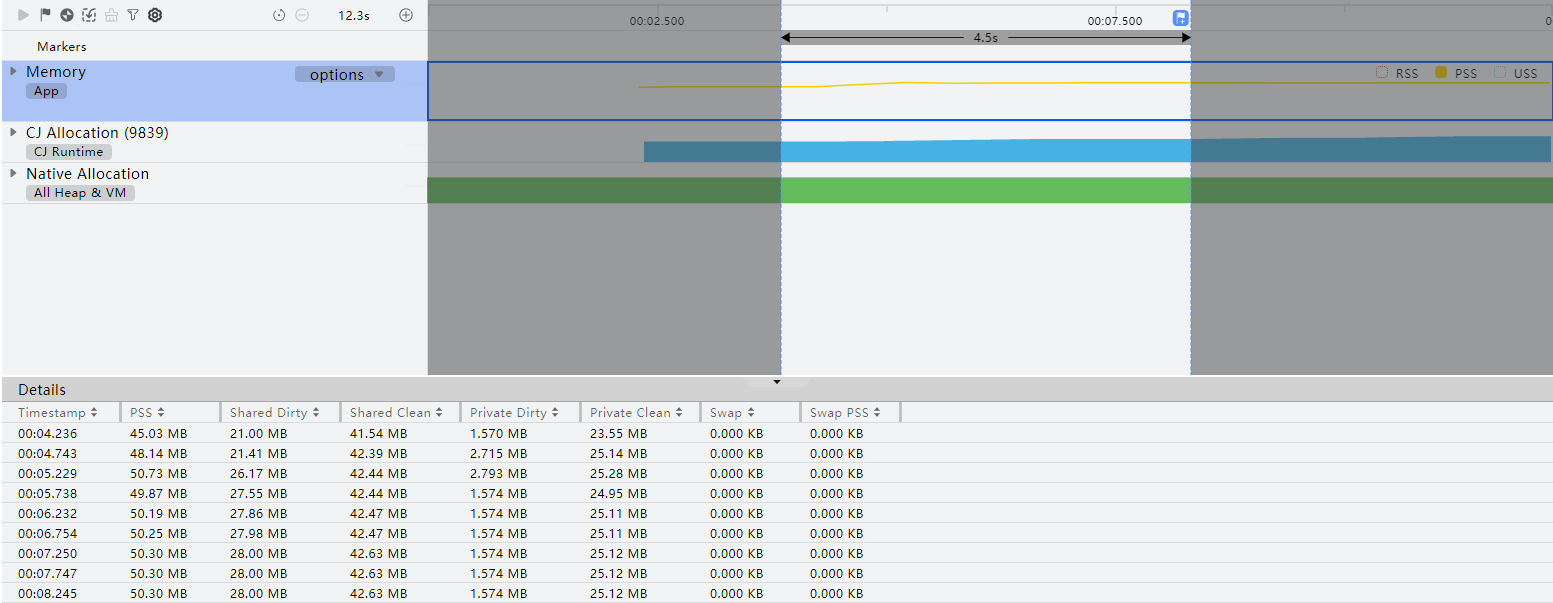 12.3s
00:02.500 00:07.500 0
Markers
4.5s
Memory options RSS PSS USS
App
CJ Allocation (9839)
CJ Runtime
Native Allocation
All Heap & VM
Details
Timestamp PSS Shared Dirty Shared Clean Private Dirty Private Clean Swap Swap PSS
00:04.236 45.03 MB 21.00 MB 41.54 MB 1.570 MB 23.55 MB 0.000 KB 0.000 KB
00:04.743 48.14 MB 21.41 MB 42.39 MB 2.715 MB 25.14 MB 0.000 KB 0.000 KB
00:05.229 50.73 MB 26.17 MB 42.44 MB 2.793 MB 25.28 MB 0.000 KB 0.000 KB
00:05.738 49.87 MB 27.55 MB 42.44 MB 1.574 MB 24.95 MB 0.000 KB 0.000 KB
00:06.232 50.19 MB 27.86 MB 42.47 MB 1.574 MB 25.11 MB 0.000 KB 0.000 KB
00:06.754 50.25 MB 27.98 MB 42.47 MB 1.574 MB 25.11 MB 0.000 KB 0.000 KB
00:07.250 50.30 MB 28.00 MB 42.63 MB 1.574 MB 25.12 MB 0.000 KB 0.000 KB
00:07.747 50.30 MB 28.00 MB 42.63 MB 1.574 MB 25.12 MB 0.000 KB 0.000 KB
00:08.245 50.30 MB 28.00 MB 42.63 MB 1.574 MB 25.12 MB 0.000 KB 0.000 KB